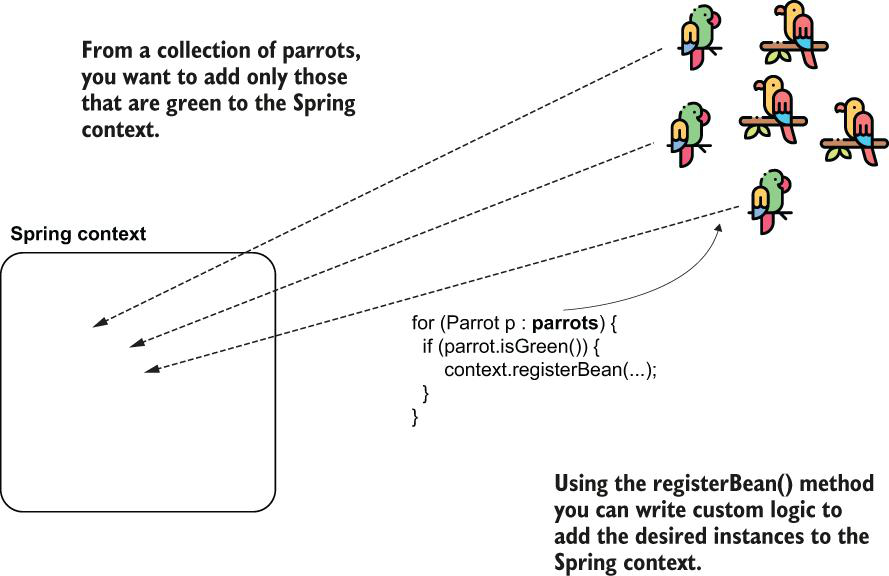 From a collection of parrots,
you want to add only those
that are green to the Spring
context.
Spring context
for (Parrot p : parrots) {
if (parrot.isGreen()) {
context.registerBean(...);
}
}
Using the registerBean() method
you can write custom logic to
add the desired instances to the
Spring context.